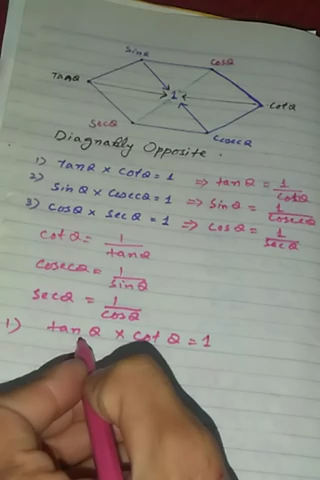 sinθ
cosθ
Tanθ
1
cotθ
secθ
cosecθ
Diagnally Opposite.
1) Tanθ × cotθ = 1 ⇒ tanθ = 1/cotθ
2) sinθ × cosecθ = 1 ⇒ sinθ = 1/cosecθ
3) cosθ × secθ = 1 ⇒ cosθ = 1/secθ
cotθ = 1/tanθ
cosecθ = 1/sinθ
secθ = 1/cosθ
1) tanθ × cotθ = 1